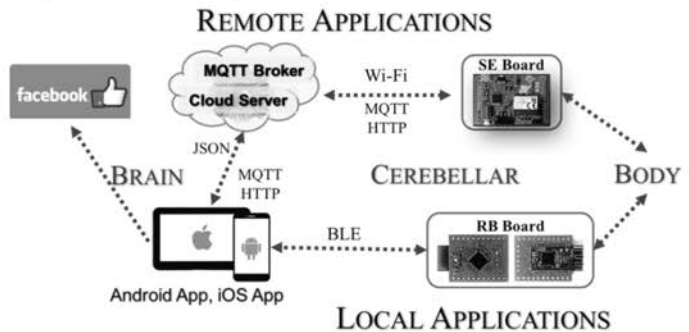 REMOTE APPLICATIONS
MQTT Broker
Cloud Server
Wi-Fi
MQTT
HTTP
SE Board
facebook
JSON
BRAIN
MQTT
HTTP
CEREBELLAR
BODY
BLE
RB Board
Android App, iOS App
LOCAL APPLICATIONS